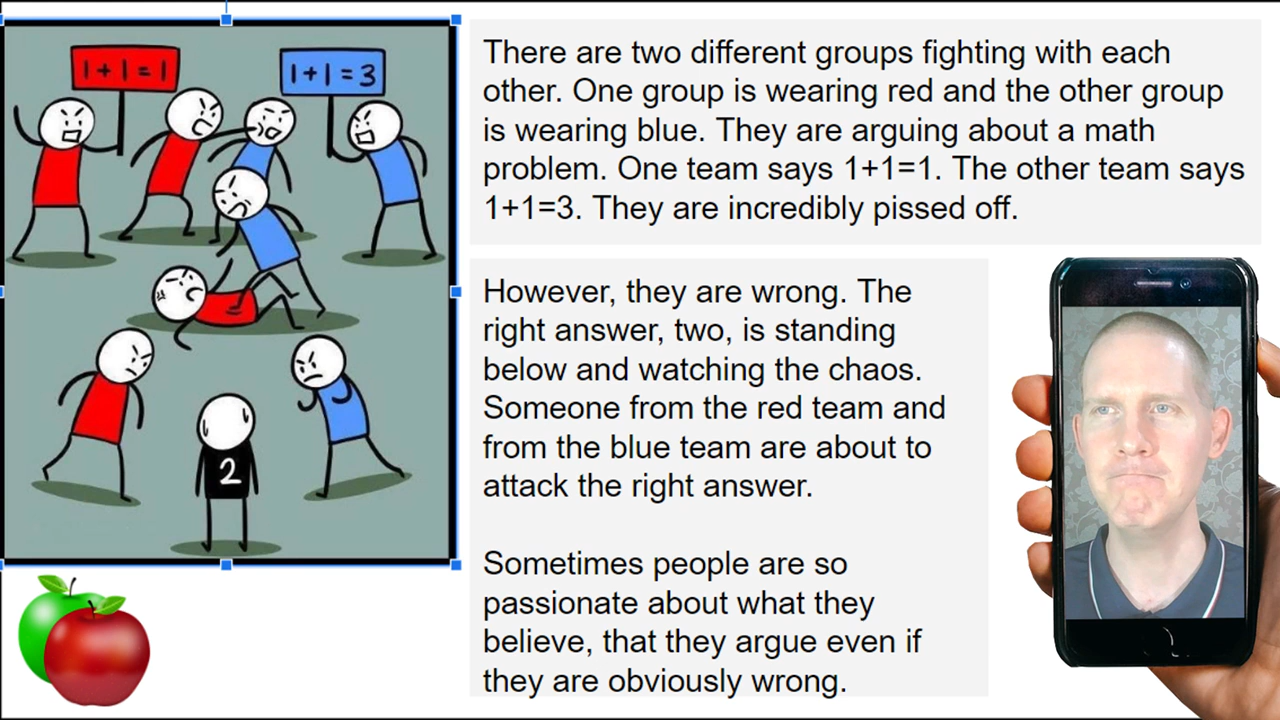 1+1=1
1+1=3
2
There are two different groups fighting with each
other. One group is wearing red and the other group
is wearing blue. They are arguing about a math
problem. One team says 1+1=1. The other team says
1+1=3. They are incredibly pissed off.
However, they are wrong. The
right answer, two, is standing
below and watching the chaos.
Someone from the red team and
from the blue team are about to
attack the right answer.
Sometimes people are so
passionate about what they
believe, that they argue even if
they are obviously wrong.